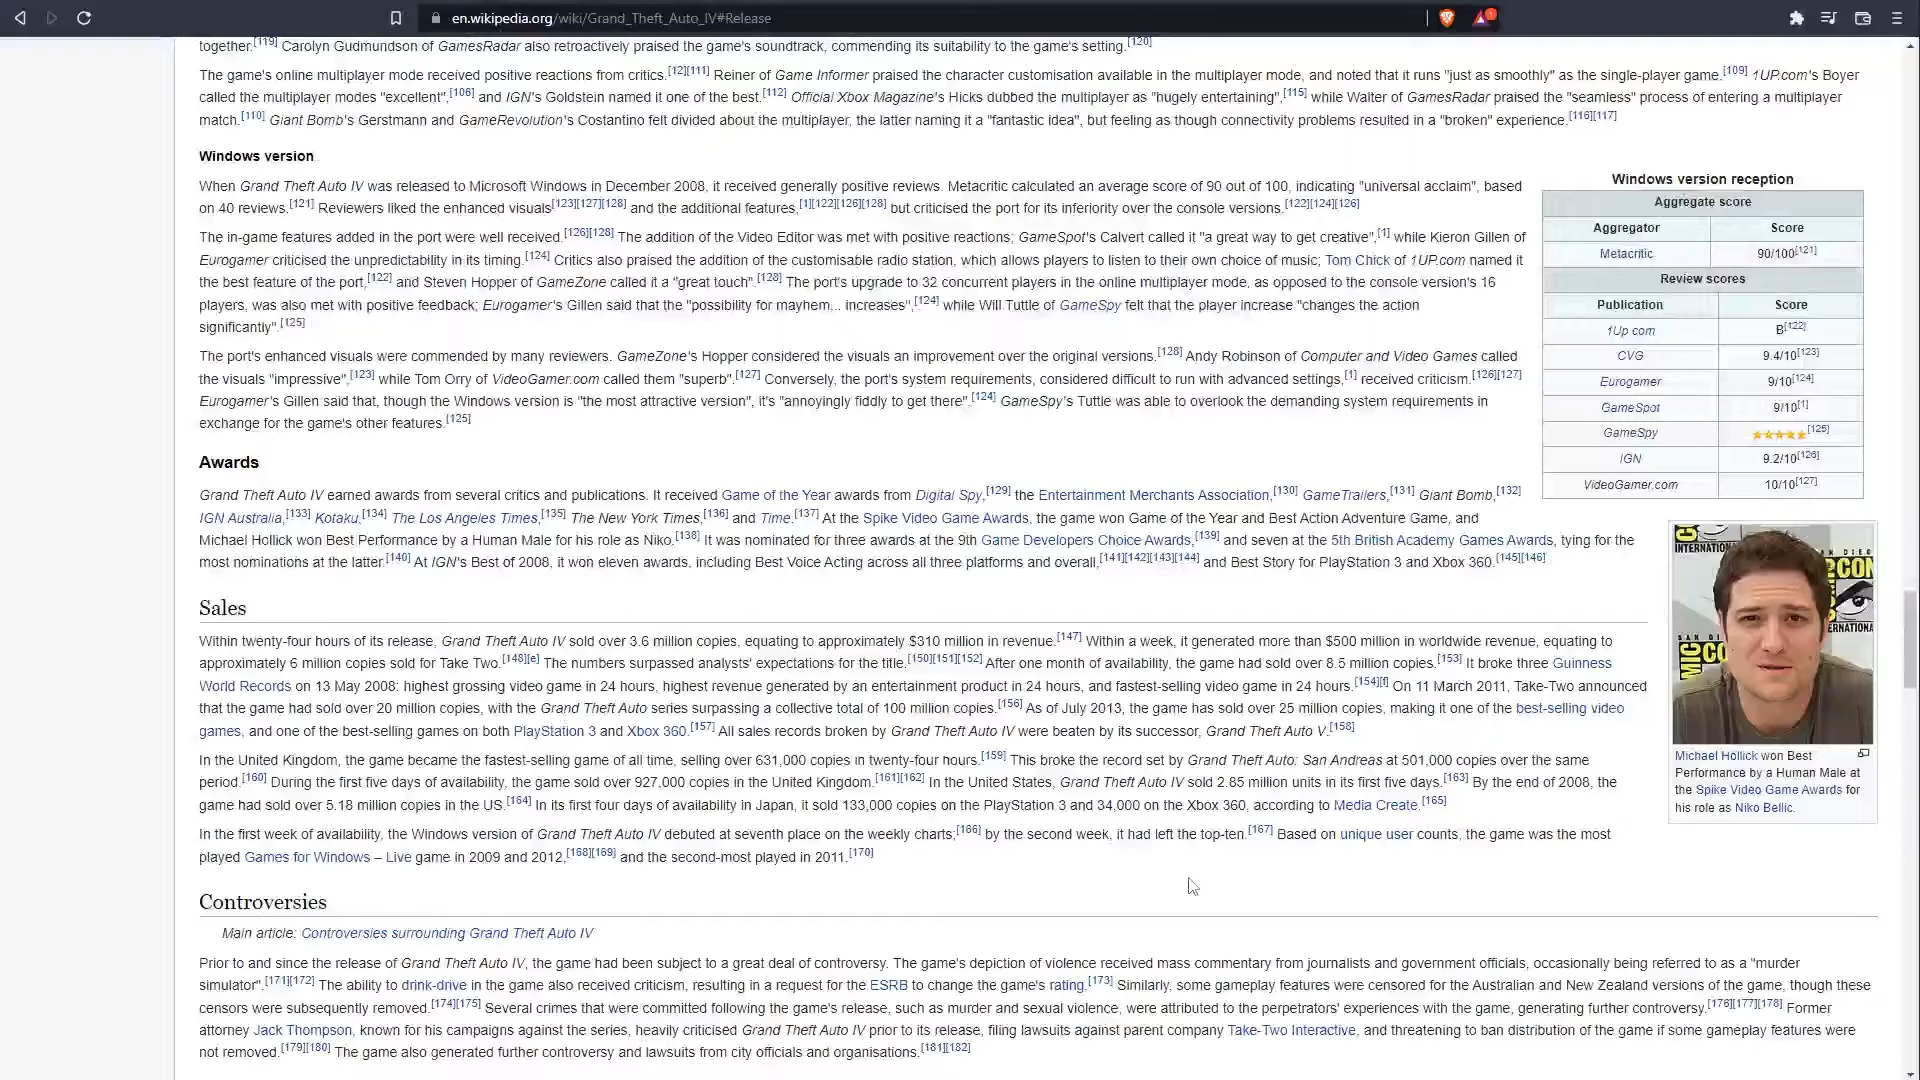 en.wikipedia.org/wiki/Grand_Theft_Auto_IV#Release
1
together.[119] Carolyn Gudmundson of GamesRadar also retroactively praised the game's soundtrack, commending its suitability to the game's setting.[120]
The game's online multiplayer mode received positive reactions from critics.[12][111] Reiner of Game Informer praised the character customisation available in the multiplayer mode, and noted that it runs "just as smoothly" as the single-player game.[109] 1UP.com's Boyer
called the multiplayer modes "excellent",[106] and IGN's Goldstein named it one of the best.[112] Official Xbox Magazine's Hicks dubbed the multiplayer as "hugely entertaining",[115] while Walter of GamesRadar praised the "seamless" process of entering a multiplayer
match.[110] Giant Bomb's Gerstmann and GameRevolution's Costantino felt divided about the multiplayer, the latter naming it a "fantastic idea", but feeling as though connectivity problems resulted in a "broken" experience.[116][117]
Windows version
When Grand Theft Auto IV was released to Microsoft Windows in December 2008, it received generally positive reviews. Metacritic calculated an average score of 90 out of 100, indicating "universal acclaim", based
on 40 reviews.[121] Reviewers liked the enhanced visuals[123][127][128] and the additional features,[1][122][126][128] but criticised the port for its inferiority over the console versions.[122][124][126]
The in-game features added in the port were well received.[126][128] The addition of the Video Editor was met with positive reactions; GameSpot's Calvert called it "a great way to get creative",[1] while Kieron Gillen of
Eurogamer criticised the unpredictability in its timing.[124] Critics also praised the addition of the customisable radio station, which allows players to listen to their own choice of music; Tom Chick of 1UP.com named it
the best feature of the port,[122] and Steven Hopper of GameZone called it a "great touch".[128] The port's upgrade to 32 concurrent players in the online multiplayer mode, as opposed to the console version's 16
players, was also met with positive feedback; Eurogamer's Gillen said that the "possibility for mayhem... increases",[124] while Will Tuttle of GameSpy felt that the player increase "changes the action
significantly".[125]
The port's enhanced visuals were commended by many reviewers. GameZone's Hopper considered the visuals an improvement over the original versions.[128] Andy Robinson of Computer and Video Games called
the visuals "impressive",[123] while Tom Orry of VideoGamer.com called them "superb".[127] Conversely, the port's system requirements, considered difficult to run with advanced settings,[1] received criticism.[126][127]
Eurogamer's Gillen said that, though the Windows version is "the most attractive version", it's "annoyingly fiddly to get there".[124] GameSpy's Tuttle was able to overlook the demanding system requirements in
exchange for the game's other features.[125]
Windows version reception
Aggregate score
Aggregator Score
Metacritic 90/100[121]
Review scores
Publication Score
1Up.com B[122]
CVG 9.4/10[123]
Eurogamer 9/10[124]
GameSpot 9/10[1]
GameSpy [125]
IGN 9.2/10[126]
VideoGamer.com 10/10[127]
Awards
Grand Theft Auto IV earned awards from several critics and publications. It received Game of the Year awards from Digital Spy,[129] the Entertainment Merchants Association,[130] GameTrailers,[131] Giant Bomb,[132]
IGN Australia,[133] Kotaku,[134] The Los Angeles Times,[135] The New York Times,[136] and Time.[137] At the Spike Video Game Awards, the game won Game of the Year and Best Action Adventure Game, and
Michael Hollick won Best Performance by a Human Male for his role as Niko.[138] It was nominated for three awards at the 9th Game Developers Choice Awards,[139] and seven at the 5th British Academy Games Awards, tying for the
most nominations at the latter.[140] At IGN's Best of 2008, it won eleven awards, including Best Voice Acting across all three platforms and overall,[141][142][143][144] and Best Story for PlayStation 3 and Xbox 360.[145][146]
Sales
Within twenty-four hours of its release, Grand Theft Auto IV sold over 3.6 million copies, equating to approximately $310 million in revenue.[147] Within a week, it generated more than $500 million in worldwide revenue, equating to
approximately 6 million copies sold for Take Two.[148][e] The numbers surpassed analysts' expectations for the title.[150][151][152] After one month of availability, the game had sold over 8.5 million copies.[153] It broke three Guinness
World Records on 13 May 2008: highest grossing video game in 24 hours, highest revenue generated by an entertainment product in 24 hours, and fastest-selling video game in 24 hours.[154][f] On 11 March 2011, Take-Two announced
that the game had sold over 20 million copies, with the Grand Theft Auto series surpassing a collective total of 100 million copies.[156] As of July 2013, the game has sold over 25 million copies, making it one of the best-selling video
games, and one of the best-selling games on both PlayStation 3 and Xbox 360.[157] All sales records broken by Grand Theft Auto IV were beaten by its successor, Grand Theft Auto V.[158]
In the United Kingdom, the game became the fastest-selling game of all time, selling over 631,000 copies in twenty-four hours.[159] This broke the record set by Grand Theft Auto: San Andreas at 501,000 copies over the same
period.[160] During the first five days of availability, the game sold over 927,000 copies in the United Kingdom.[161][162] In the United States, Grand Theft Auto IV sold 2.85 million units in its first five days.[163] By the end of 2008, the
game had sold over 5.18 million copies in the US.[164] In its first four days of availability in Japan, it sold 133,000 copies on the PlayStation 3 and 34,000 on the Xbox 360, according to Media Create.[165]
In the first week of availability, the Windows version of Grand Theft Auto IV debuted at seventh place on the weekly charts;[166] by the second week, it had left the top-ten.[167] Based on unique user counts, the game was the most
played Games for Windows – Live game in 2009 and 2012,[168][169] and the second-most played in 2011.[170]
INTERNATION
SAN DIEG
CON
ERNATIONA
SAN D
MIC CO
Michael Hollick won Best
Performance by a Human Male at
the Spike Video Game Awards for
his role as Niko Bellic.
Controversies
Main article: Controversies surrounding Grand Theft Auto IV
Prior to and since the release of Grand Theft Auto IV, the game had been subject to a great deal of controversy. The game's depiction of violence received mass commentary from journalists and government officials, occasionally being referred to as a "murder
simulator".[171][172] The ability to drink-drive in the game also received criticism, resulting in a request for the ESRB to change the game's rating.[173] Similarly, some gameplay features were censored for the Australian and New Zealand versions of the game, though these
censors were subsequently removed.[174][175] Several crimes that were committed following the game's release, such as murder and sexual violence, were attributed to the perpetrators' experiences with the game, generating further controversy.[176][177][178] Former
attorney Jack Thompson, known for his campaigns against the series, heavily criticised Grand Theft Auto IV prior to its release, filing lawsuits against parent company Take-Two Interactive, and threatening to ban distribution of the game if some gameplay features were
not removed.[179][180] The game also generated further controversy and lawsuits from city officials and organisations.[181][182]